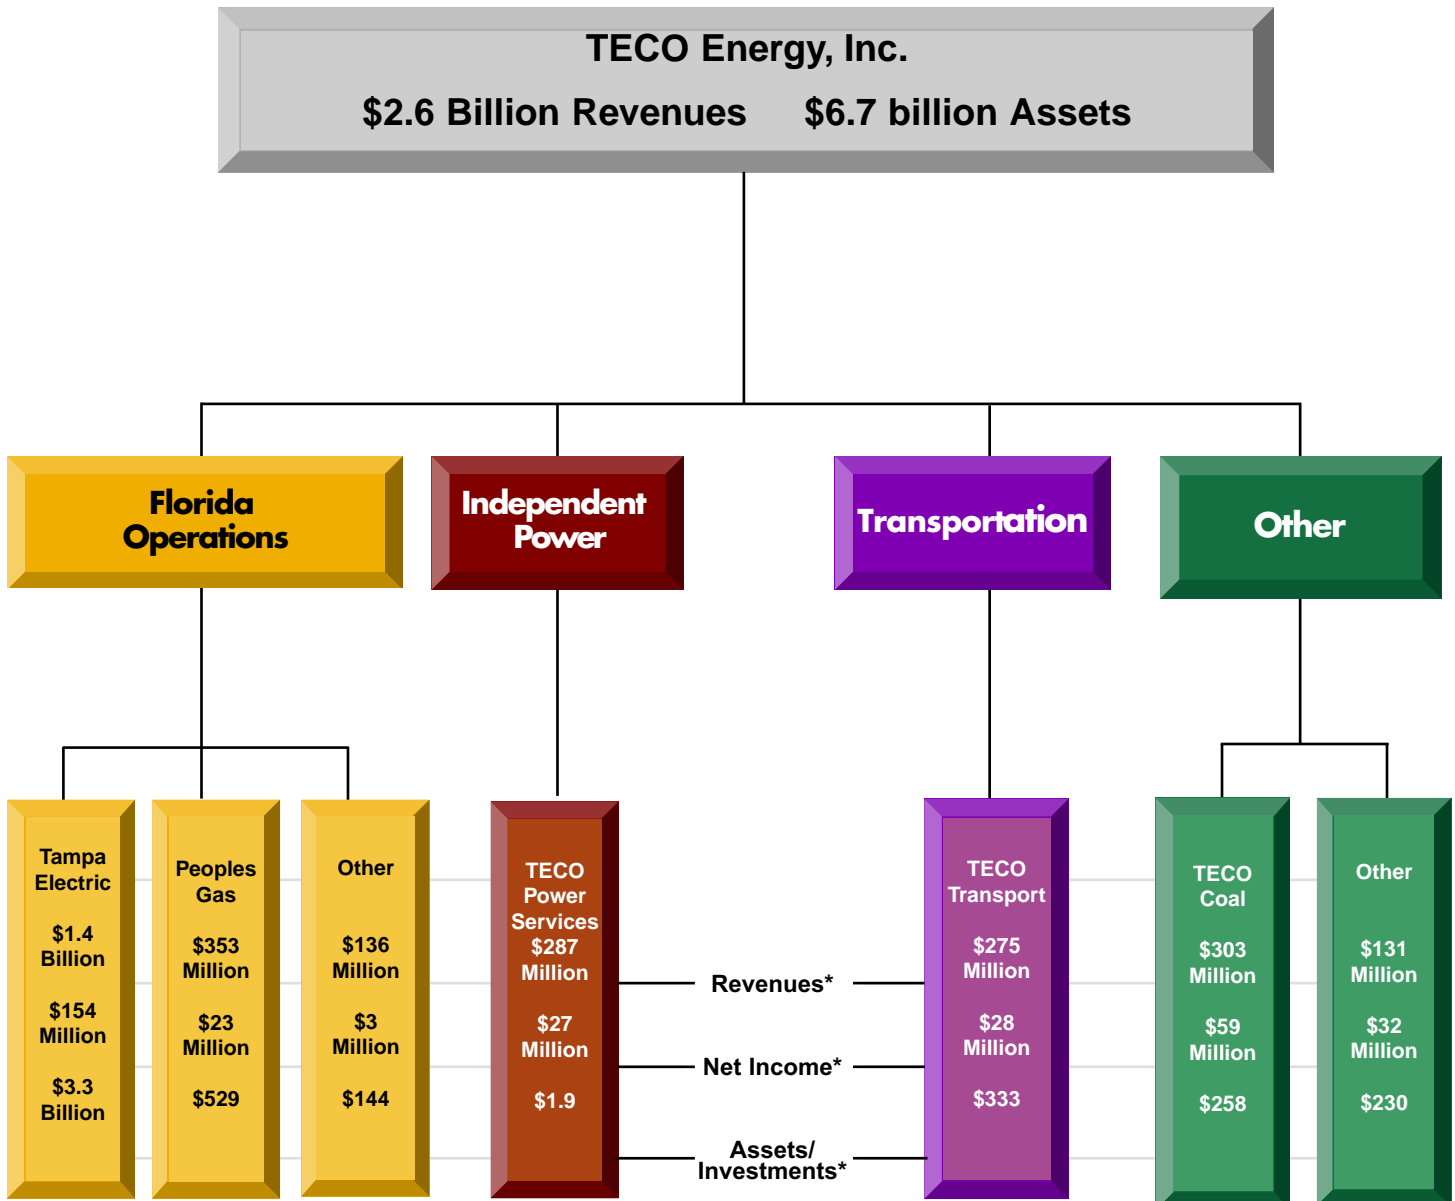 TECO Energy, Inc.
$2.6 Billion Revenues $6.7 billion Assets
Florida
Operations
Independent
Power
Transportation
Other
Tampa
Electric
$1.4
Billion
$154
Million
$3.3
Billion
Peoples
Gas
$353
Million
$23
Million
$529
Other
$136
Million
$3
Million
$144
TECO
Power
Services
$287
Million
$27
Million
$1.9
Revenues*
Net Income*
Assets/
Investments*
TECO
Transport
$275
Million
$28
Million
$333
TECO
Coal
$303
Million
$59
Million
$258
Other
$131
Million
$32
Million
$230